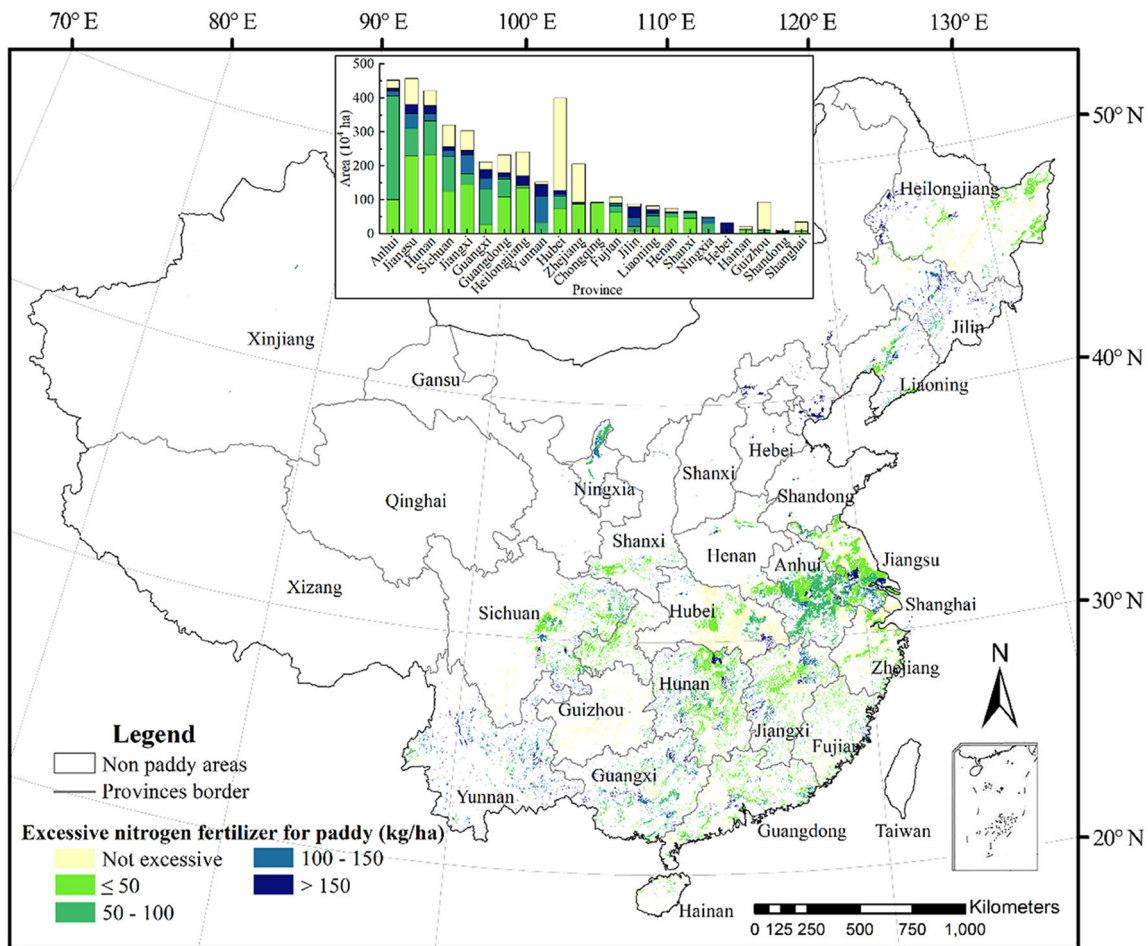 70° E
80° E
90° E
100° E
110° E
120° E
130° E
50° N
40° N
30° N
20° N
500
400
300
200
100
0
Area (10⁴ ha)
Anhui
Jiangsu
Hunan
Sichuan
Jiangxi
Guangxi
Guangdong
Heilongjiang
Yunnan
Hubei
Zhejiang
Chongqing
Fujian
Jilin
Liaoning
Henan
Shanxi
Ningxia
Hebei
Hainan
Guizhou
Shandong
Shanghai
Province
Heilongjiang
Jilin
Liaoning
Xinjiang
Gansu
Hebei
Shanxi
Ningxia
Shandong
Qinghai
Shanxi
Henan
Anhui
Jiangsu
Xizang
Sichuan
Hubei
Shanghai
Zhejiang
Hunan
Guizhou
Jiangxi
Fujian
Guangxi
Yunnan
Guangdong
Taiwan
Hainan
N
Legend
Non paddy areas
Provinces border
Excessive nitrogen fertilizer for paddy (kg/ha)
Not excessive
≤ 50
50 - 100
100 - 150
> 150
Kilometers
0 125 250 500 750 1,000